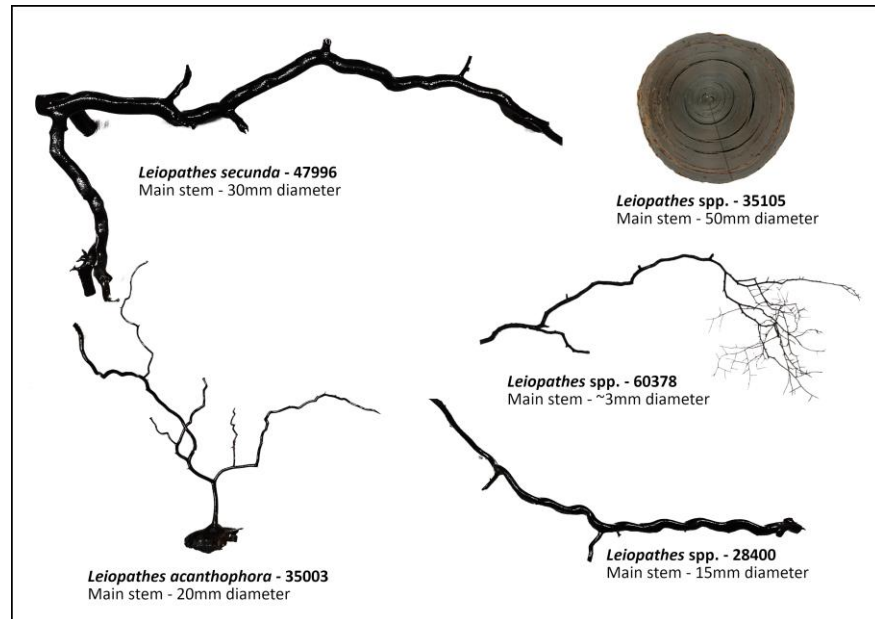 Leiopathes secunda - 47996
Main stem - 30mm diameter
Leiopathes spp. - 35105
Main stem - 50mm diameter
Leiopathes spp. - 60378
Main stem - ~3mm diameter
Leiopathes acanthophora - 35003
Main stem - 20mm diameter
Leiopathes spp. - 28400
Main stem - 15mm diameter